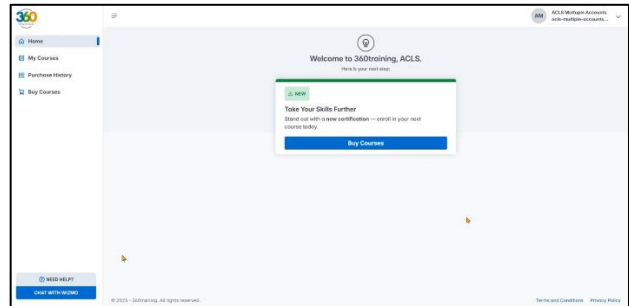 360
AM
ACLS Multiple Accounts
acls-multiple-accounts...
Home
My Courses
Purchase History
Buy Courses
Welcome to 360training, ACLS.
Here is your next step:
NEW
Take Your Skills Further
Stand out with a new certification — enroll in your next
course today.
Buy Courses
NEED HELP?
CHAT WITH WIZMO
© 2025 - 360training. All rights reserved.
Terms and Conditions Privacy Policy